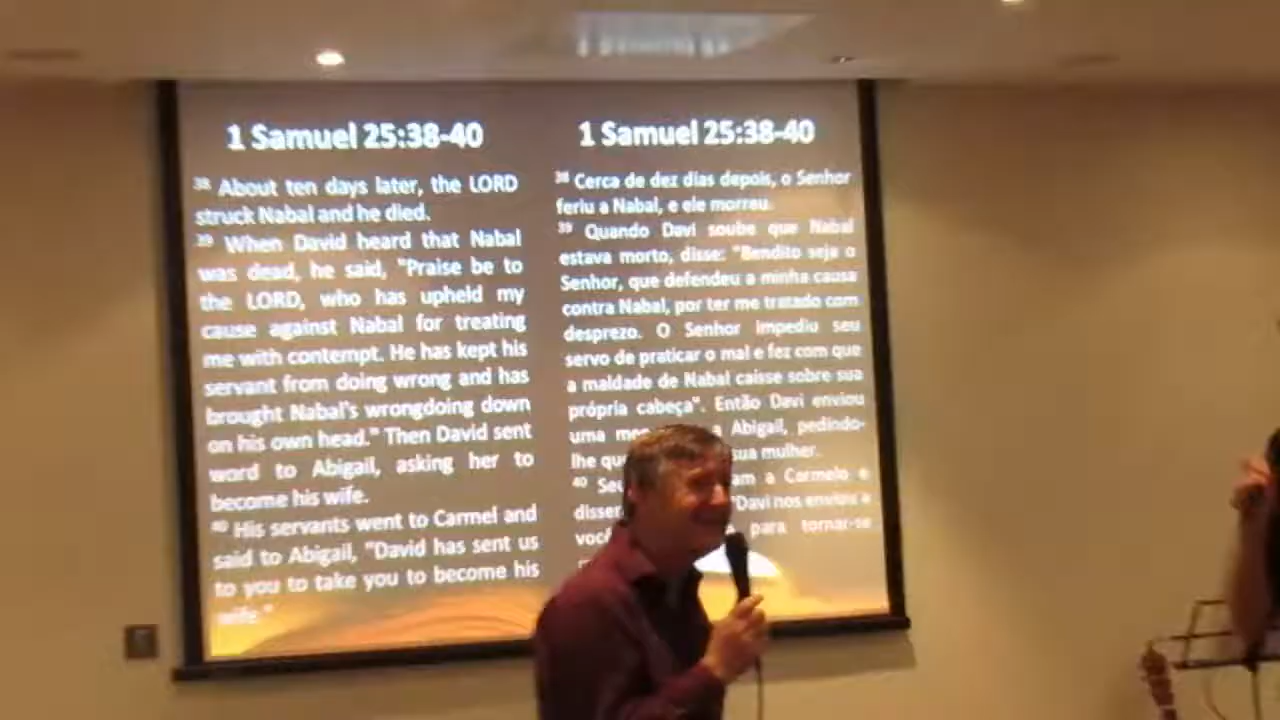 1 Samuel 25:38-40
38 About ten days later, the LORD
struck Nabal and he died.
39 When David heard that Nabal
was dead, he said, "Praise be to
the LORD, who has upheld my
cause against Nabal for treating
me with contempt. He has kept his
servant from doing wrong and has
brought Nabal's wrongdoing down
on his own head." Then David sent
word to Abigail, asking her to
become his wife.
40 His servants went to Carmel and
said to Abigail, "David has sent us
to you to take you to become his
wife."
1 Samuel 25:38-40
38 Cerca de dez dias depois, o Senhor
feriu a Nabal, e ele morreu.
39 Quando Davi soube que Nabal
estava morto, disse: "Bendito seja o
Senhor, que defendeu a minha causa
contra Nabal, por ter me tratado com
desprezo. O Senhor impediu seu
servo de praticar o mal e fez com que
a maldade de Nabal caisse sobre sua
própria cabeça". Então Davi enviou
uma a Abigail, pedindo-
lhe sua mulher.
40 a Carmelo e
"Davi nos enviou a
para tornar-se